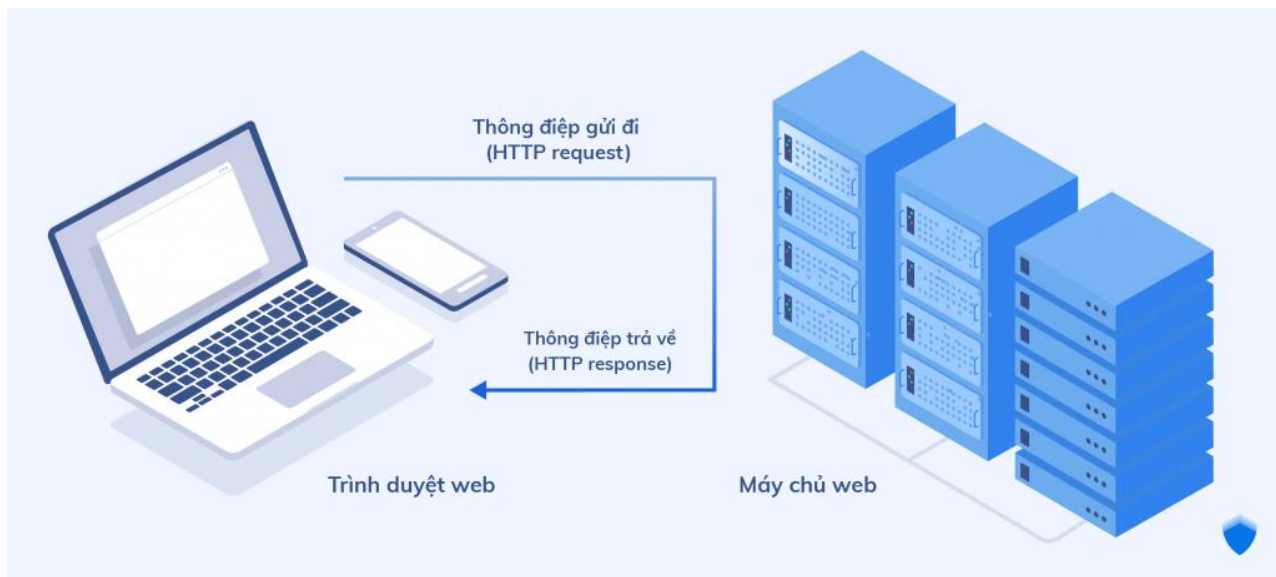 Thông điệp gửi đi
(HTTP request)
Thông điệp trả về
(HTTP response)
Trình duyệt web
Máy chủ web